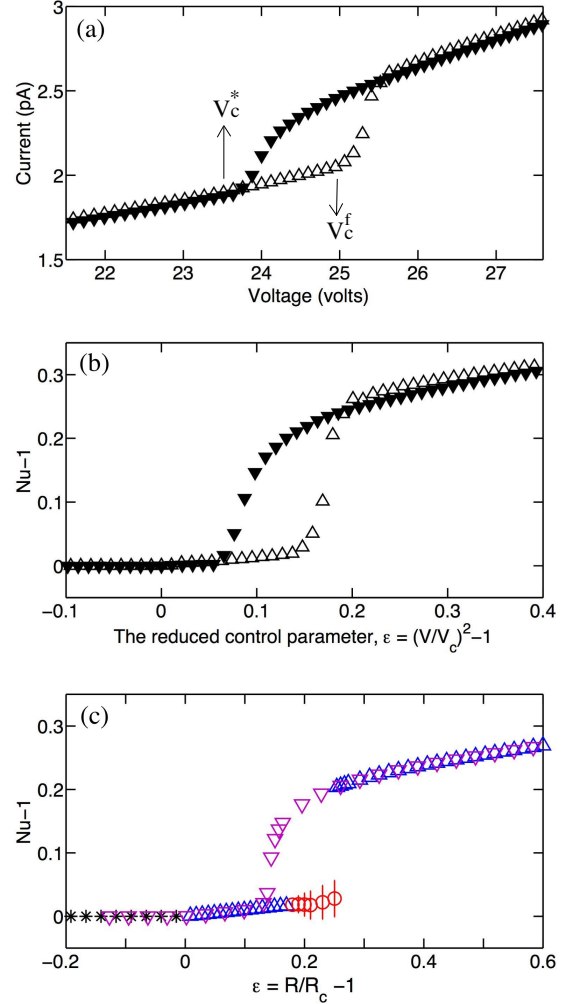 (a)
3
2.5
2
1.5
Current (pA)
V*c
Vfc
22 23 24 25 26 27
Voltage (volts)
(b)
0.3
0.2
0.1
0
Nu−1
−0.1 0 0.1 0.2 0.3 0.4
The reduced control parameter, ε = (V/Vc)²−1
(c)
0.3
0.2
0.1
0
Nu−1
−0.2 0 0.2 0.4 0.6
ε = R/Rc −1